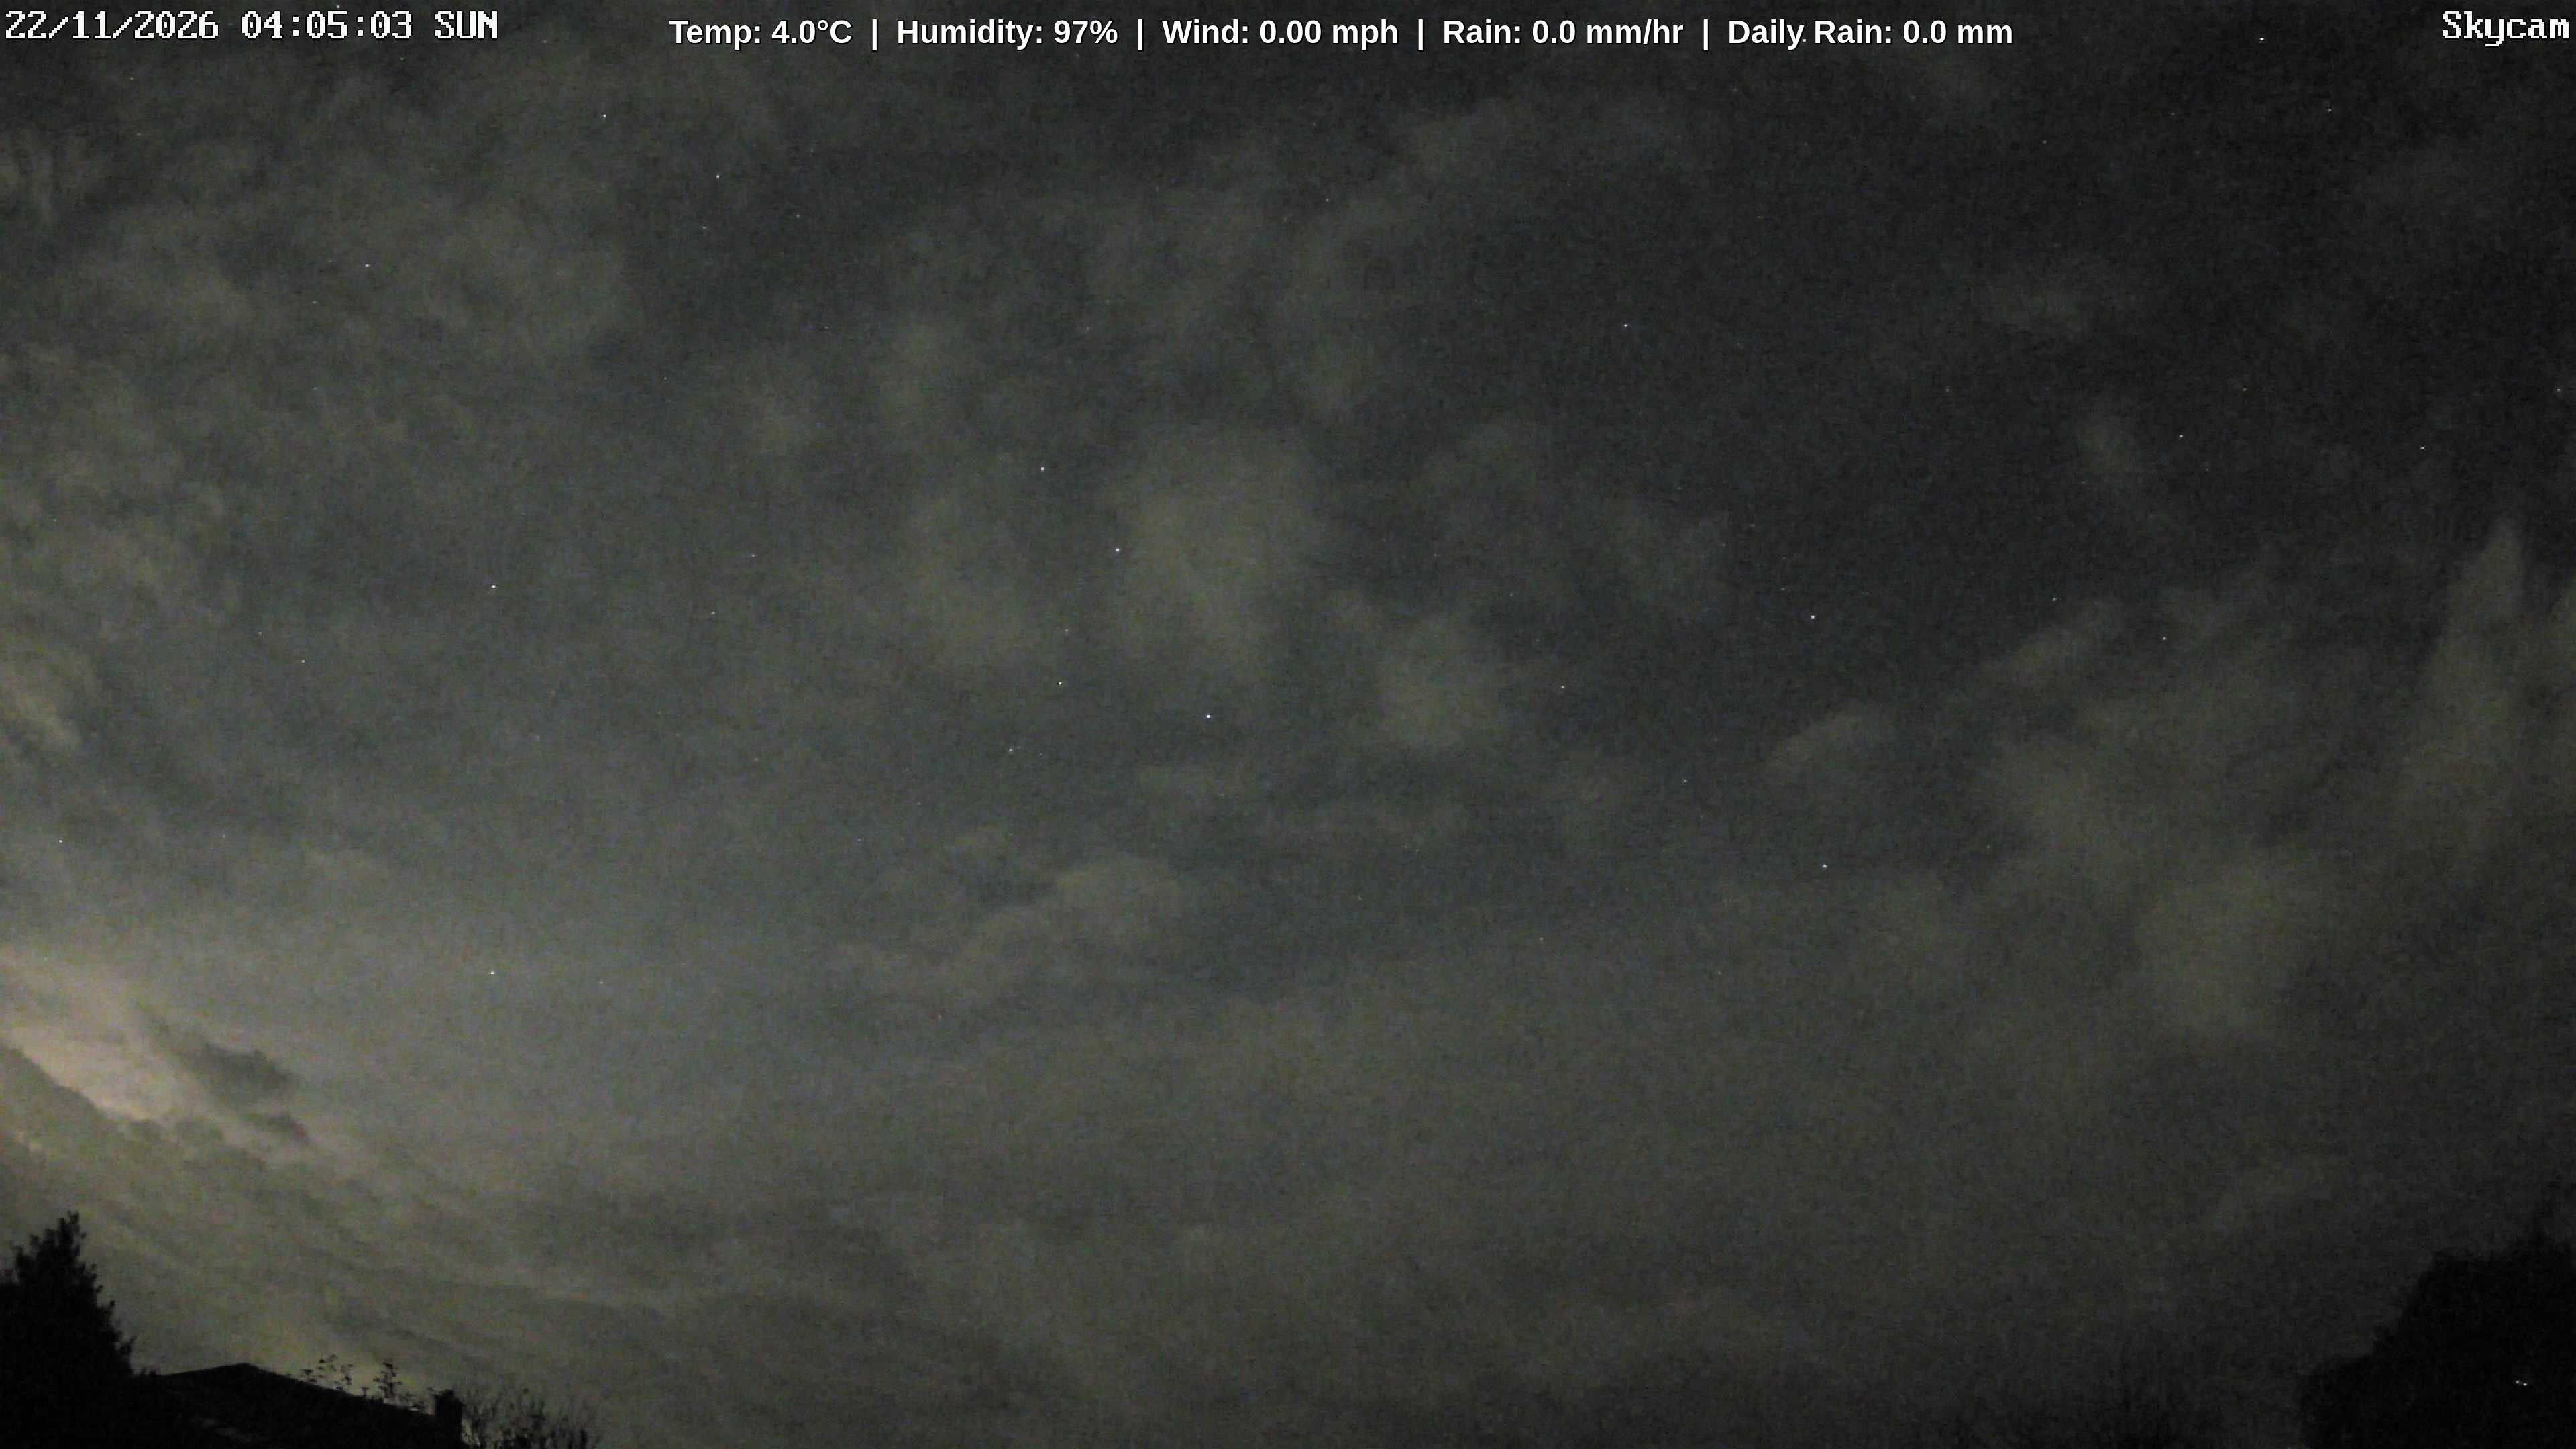 22/11/2026 04:05:03 SUN
Temp: 4.0°C | Humidity: 97% | Wind: 0.00 mph | Rain: 0.0 mm/hr | Daily Rain: 0.0 mm
Skycam